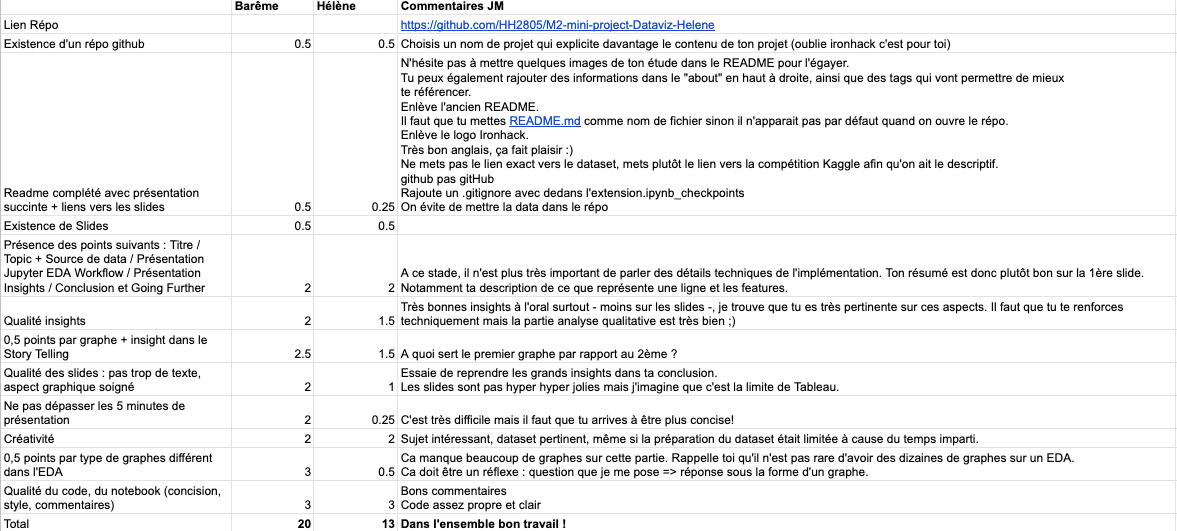 Barême Hélène Commentaires JM
Lien Répo https://github.com/HH2805/M2-mini-project-Dataviz-Helene
Existence d'un répo github 0.5 0.5 Choisis un nom de projet qui explicite davantage le contenu de ton projet (oublie ironhack c'est pour toi)
N'hésite pas à mettre quelques images de ton étude dans le README pour l'égayer.
Tu peux également rajouter des informations dans le "about" en haut à droite, ainsi que des tags qui vont permettre de mieux
te référencer.
Enlève l'ancien README.
Il faut que tu mettes README.md comme nom de fichier sinon il n'apparait pas par défaut quand on ouvre le répo.
Enlève le logo Ironhack.
Très bon anglais, ça fait plaisir :)
Ne mets pas le lien exact vers le dataset, mets plutôt le lien vers la compétition Kaggle afin qu'on ait le descriptif.
github pas gitHub
Readme complété avec présentation Rajoute un .gitignore avec dedans l'extension.ipynb_checkpoints
succinte + liens vers les slides 0.5 0.25 On évite de mettre la data dans le répo
Existence de Slides 0.5 0.5
Présence des points suivants : Titre /
Topic + Source de data / Présentation
Jupyter EDA Workflow / Présentation A ce stade, il n'est plus très important de parler des détails techniques de l'implémentation. Ton résumé est donc plutôt bon sur la 1ère slide.
Insights / Conclusion et Going Further 2 2 Notamment ta description de ce que représente une ligne et les features.
Très bonnes insights à l'oral surtout - moins sur les slides -, je trouve que tu es très pertinente sur ces aspects. Il faut que tu te renforces
Qualité insights 2 1.5 techniquement mais la partie analyse qualitative est très bien ;)
0,5 points par graphe + insight dans le
Story Telling 2.5 1.5 A quoi sert le premier graphe par rapport au 2ème ?
Qualité des slides : pas trop de texte, Essaie de reprendre les grands insights dans ta conclusion.
aspect graphique soigné 2 1 Les slides sont pas hyper hyper jolies mais j'imagine que c'est la limite de Tableau.
Ne pas dépasser les 5 minutes de
présentation 2 0.25 C'est très difficile mais il faut que tu arrives à être plus concise!
Créativité 2 2 Sujet intéressant, dataset pertinent, même si la préparation du dataset était limitée à cause du temps imparti.
0,5 points par type de graphes différent Ca manque beaucoup de graphes sur cette partie. Rappelle toi qu'il n'est pas rare d'avoir des dizaines de graphes sur un EDA.
dans l'EDA 3 0.5 Ca doit être un réflexe : question que je me pose => réponse sous la forme d'un graphe.
Qualité du code, du notebook (concision, Bons commentaires
style, commentaires) 3 3 Code assez propre et clair
Total 20 13 Dans l'ensemble bon travail !